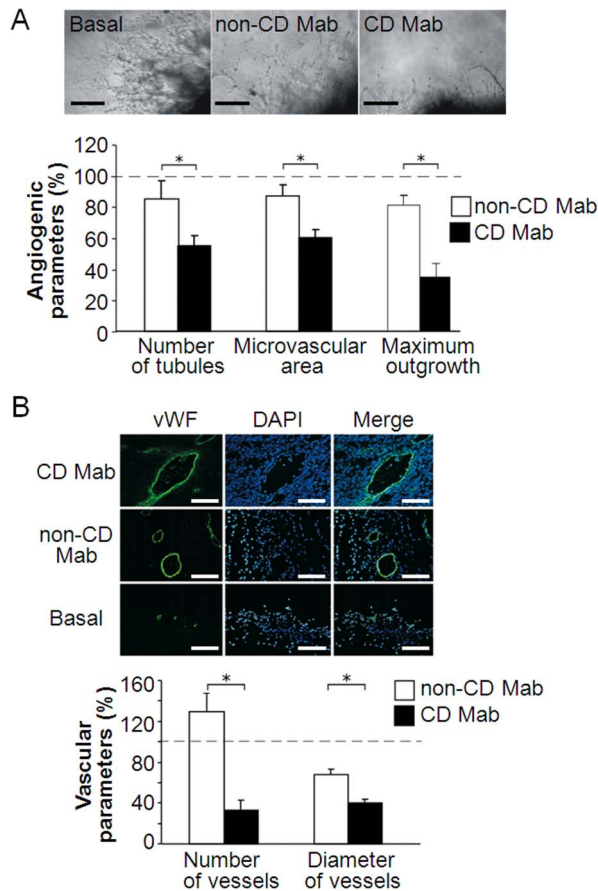 A
Basal
non-CD Mab
CD Mab
Angiogenic
parameters (%)
120
100
80
60
40
20
0
*
*
*
non-CD Mab
CD Mab
Number
of tubules
Microvascular
area
Maximum
outgrowth
B
vWF
DAPI
Merge
CD Mab
non-CD
Mab
Basal
Vascular
parameters (%)
160
120
80
40
0
*
*
non-CD Mab
CD Mab
Number
of vessels
Diameter
of vessels